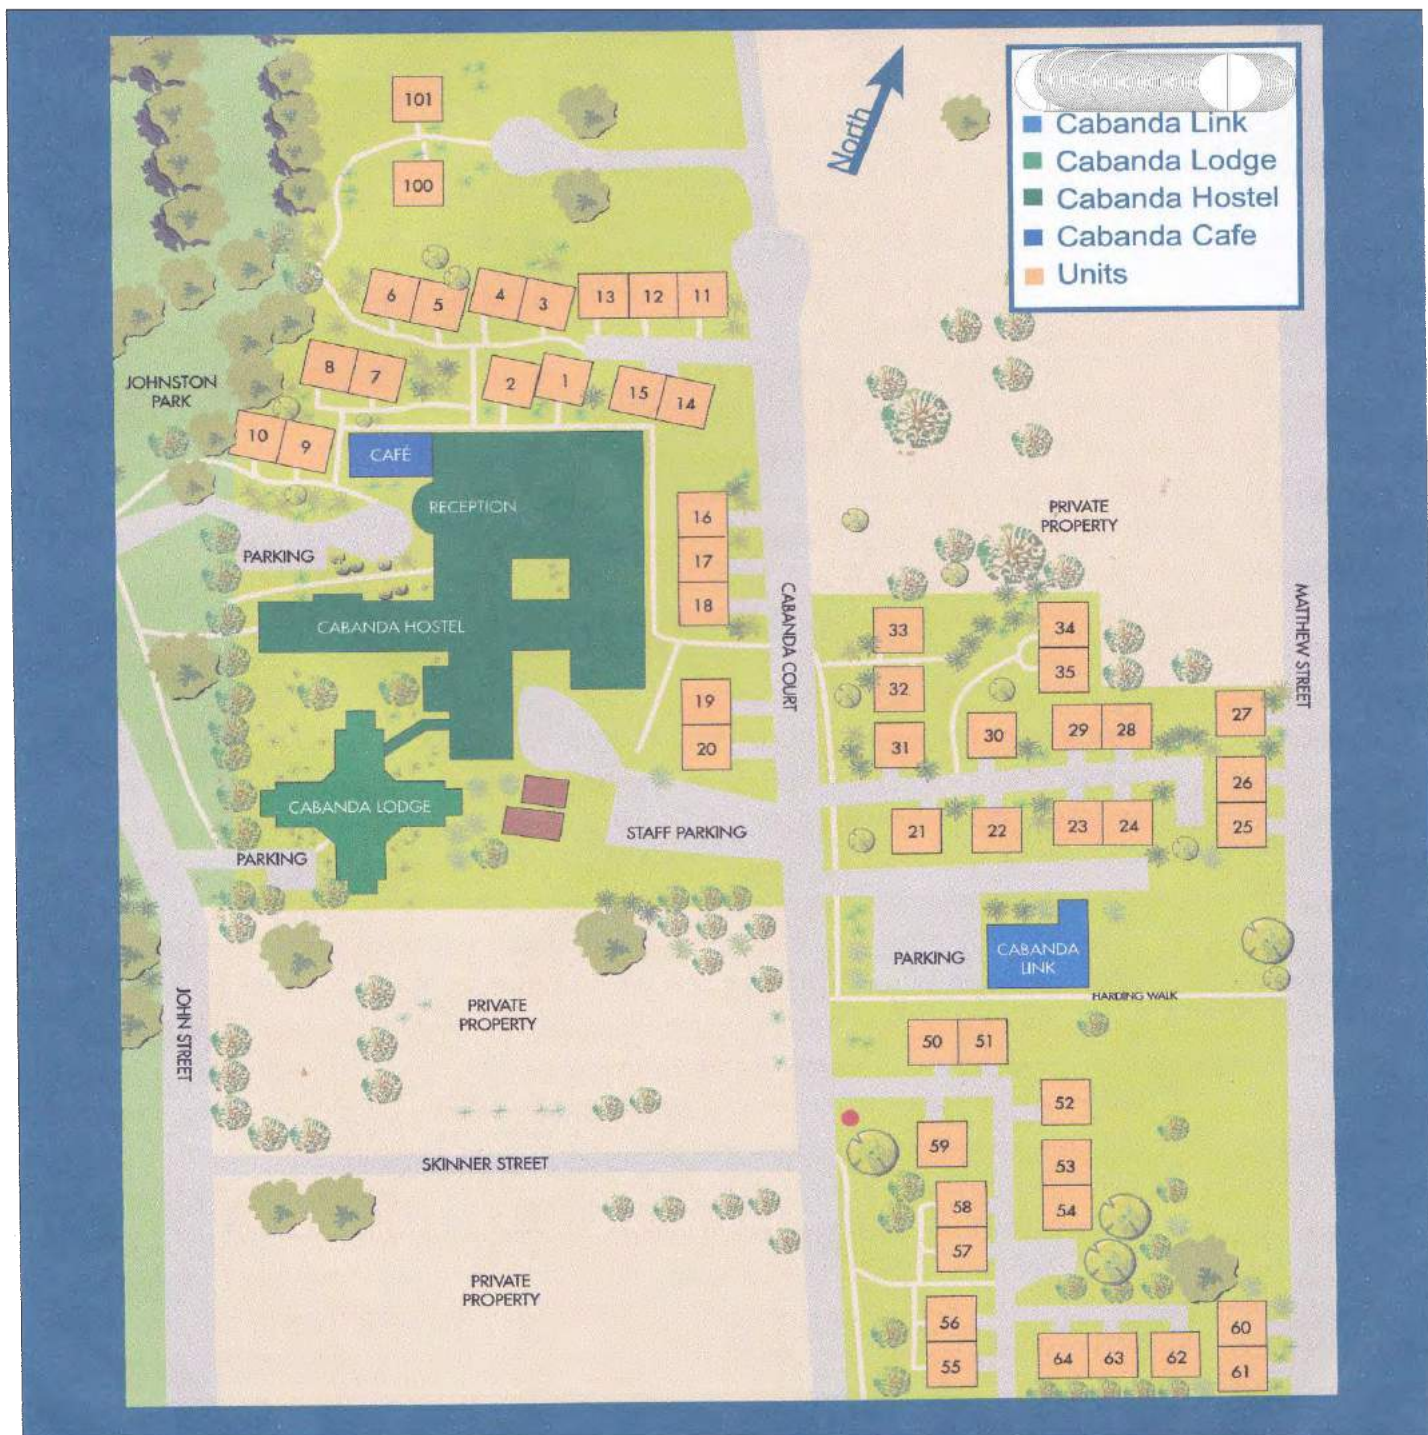 North
Cabanda Link
Cabanda Lodge
Cabanda Hostel
Cabanda Cafe
Units
101
100
6
5
4
3
13
12
11
8
7
2
1
15
14
JOHNSTON
PARK
10
9
CAFÉ
RECEPTION
16
17
18
PARKING
CABANDA HOSTEL
19
20
CABANDA LODGE
STAFF PARKING
PARKING
PRIVATE
PROPERTY
CABANDA COURT
MATTHEW STREET
33
34
35
32
31
30
29
28
27
26
25
21
22
23
24
PARKING
CABANDA
LINK
HARDING WALK
PRIVATE
PROPERTY
JOHN STREET
SKINNER STREET
PRIVATE
PROPERTY
50
51
52
59
53
54
58
57
56
55
64
63
62
60
61